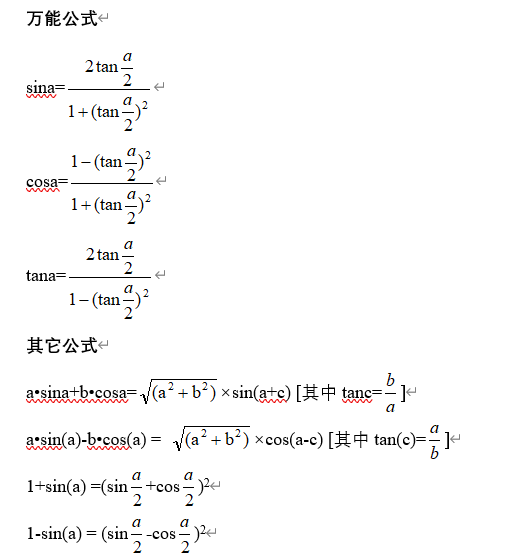 万能公式
sina=\frac{2\tan\frac{a}{2}}{1+(\tan\frac{a}{2})^2}
cosa=\frac{1-(\tan\frac{a}{2})^2}{1+(\tan\frac{a}{2})^2}
tana=\frac{2\tan\frac{a}{2}}{1-(\tan\frac{a}{2})^2}
其它公式
a•sina+b•cosa=\sqrt{(a^2+b^2)}×sin(a+c) [其中 tanc=\frac{b}{a}]
a•sin(a)-b•cos(a) = \sqrt{(a^2+b^2)}×cos(a-c) [其中 tan(c)=\frac{a}{b}]
1+sin(a) =(sin\frac{a}{2}+cos\frac{a}{2})^2
1-sin(a) = (sin\frac{a}{2}-cos\frac{a}{2})^2